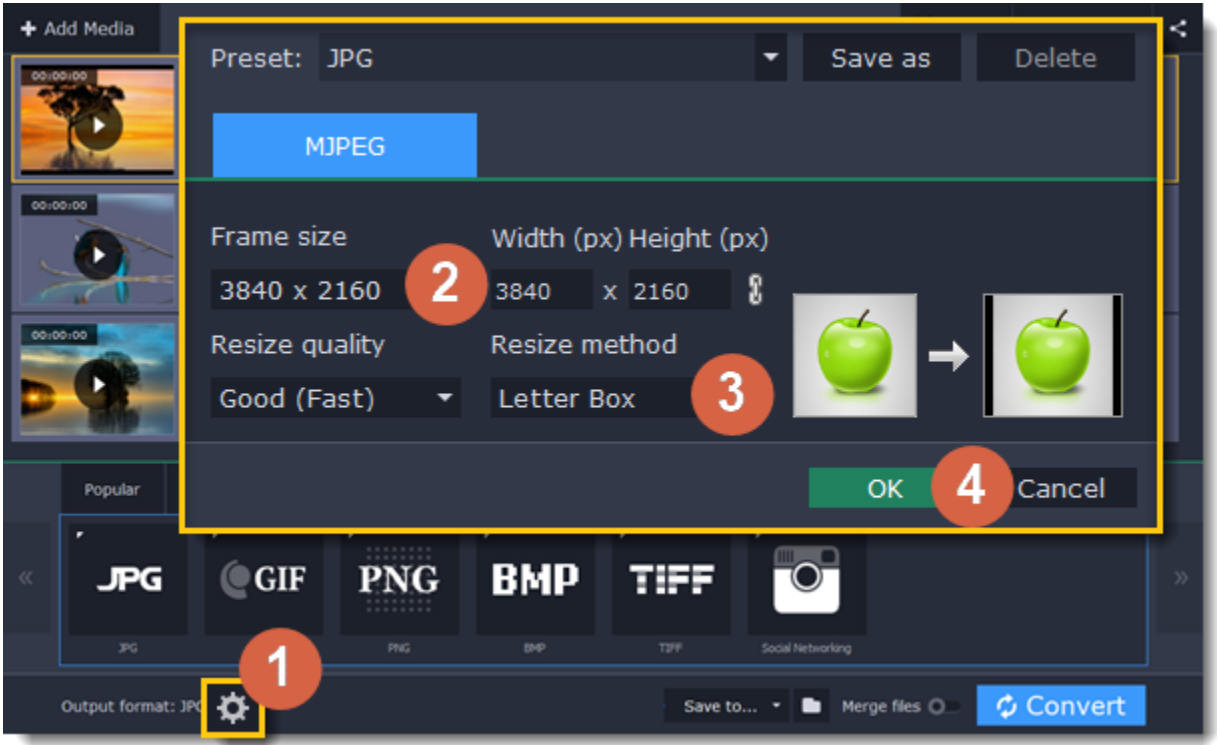 Add Media
Preset: JPG Save as Delete
00:00:00
MJPEG
00:00:00
Frame size Width (px) Height (px)
3840 x 2160 2 3840 x 2160
00:00:00
Resize quality Resize method
Good (Fast) Letter Box 3
OK 4 Cancel
Popular
JPG GIF PNG BMP TIFF
JPG PNG BMP TIFF Social Networking
1
Output format: JPG Save to... Merge files Convert